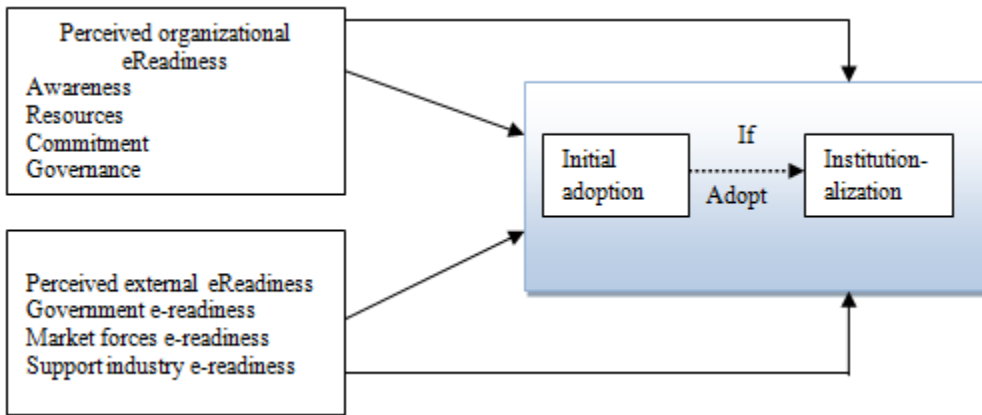 Perceived organizational
eReadiness
Awareness
Resources
Commitment
Governance
Initial
adoption
If
Adopt
Institution-
alization
Perceived external eReadiness
Government e-readiness
Market forces e-readiness
Support industry e-readiness